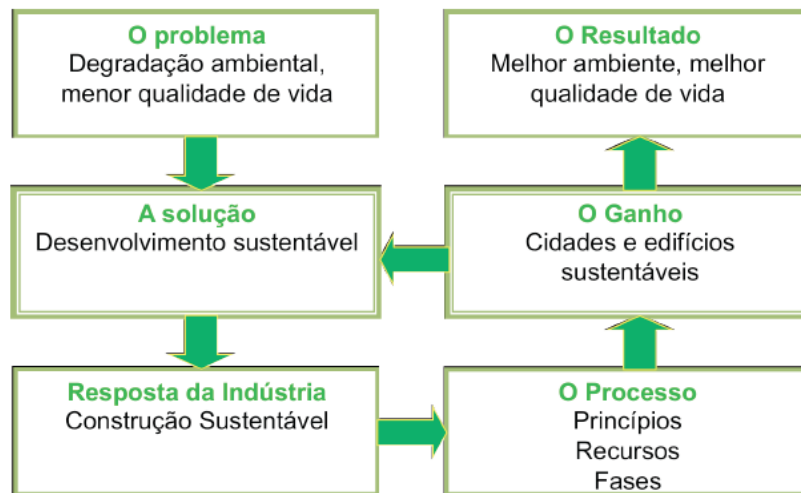 O problema
Degradação ambiental,
menor qualidade de vida
O Resultado
Melhor ambiente, melhor
qualidade de vida
A solução
Desenvolvimento sustentável
O Ganho
Cidades e edifícios
sustentáveis
Resposta da Indústria
Construção Sustentável
O Processo
Princípios
Recursos
Fases